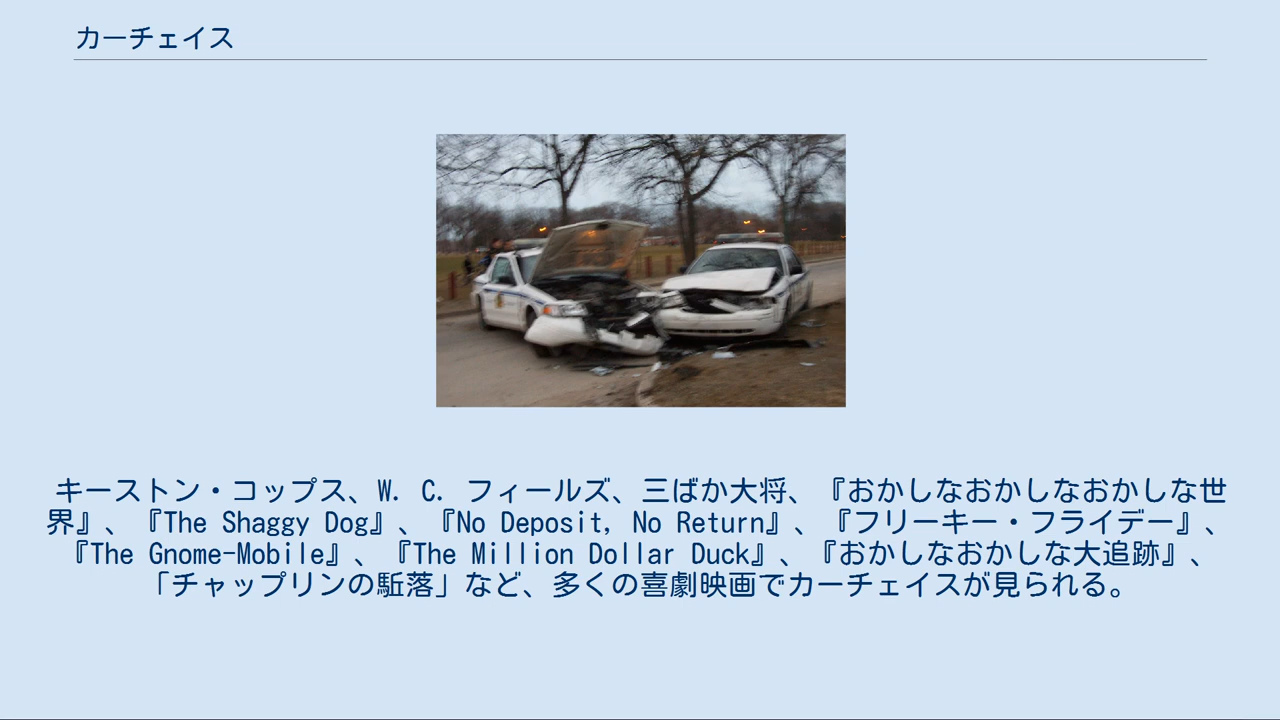 カーチェイス
キーストン・コップス、W. C. フィールズ、三ばか大将、『おかしなおかしなおかしな世
界』、『The Shaggy Dog』、『No Deposit, No Return』、『フリーキー・フライデー』、
『The Gnome-Mobile』、『The Million Dollar Duck』、『おかしなおかしな大追跡』、
「チャップリンの駈落」など、多くの喜劇映画でカーチェイスが見られる。